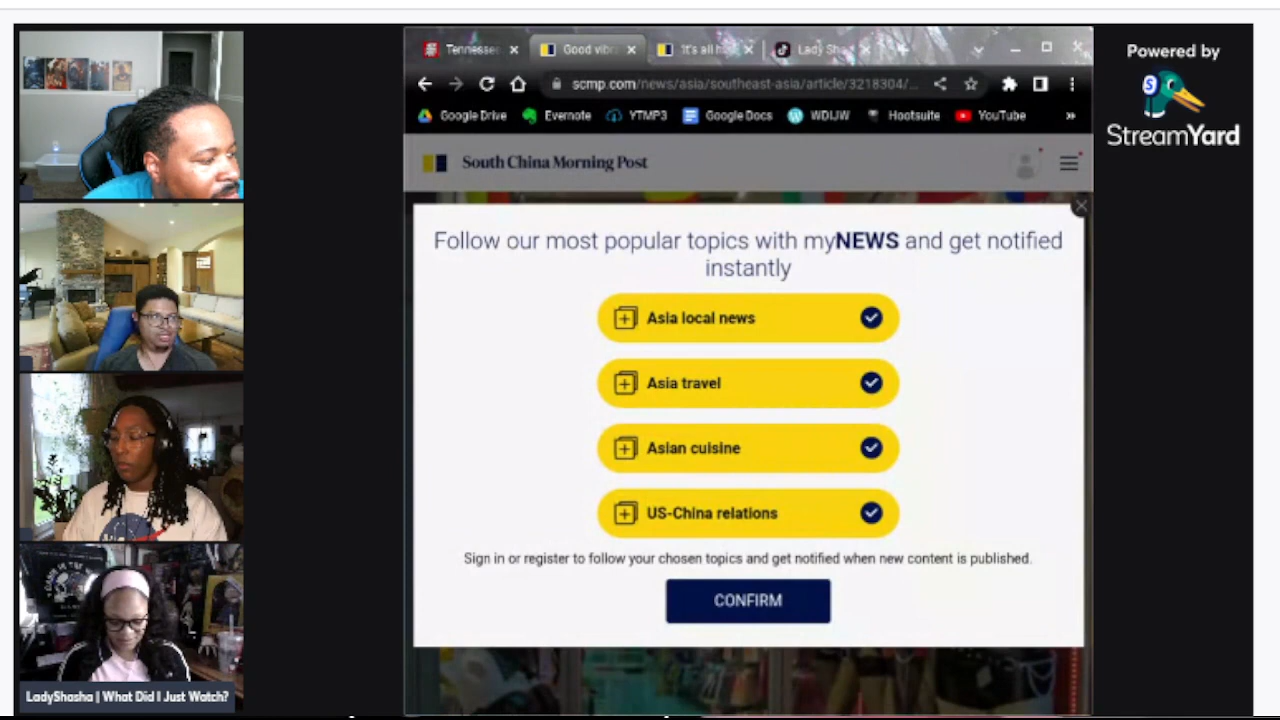 Tennesse
Good vib
It's all h
Lady Sha
scmp.com/news/asia/southeast-asia/article/3218304/...
Google Drive
Evernote
YTMP3
Google Docs
WDIJW
Hootsuite
YouTube
»
South China Morning Post
Follow our most popular topics with myNEWS and get notified
instantly
Asia local news
Asia travel
Asian cuisine
US-China relations
Sign in or register to follow your chosen topics and get notified when new content is published.
CONFIRM
Powered by
StreamYard
LadyShasha | What Did I Just Watch?